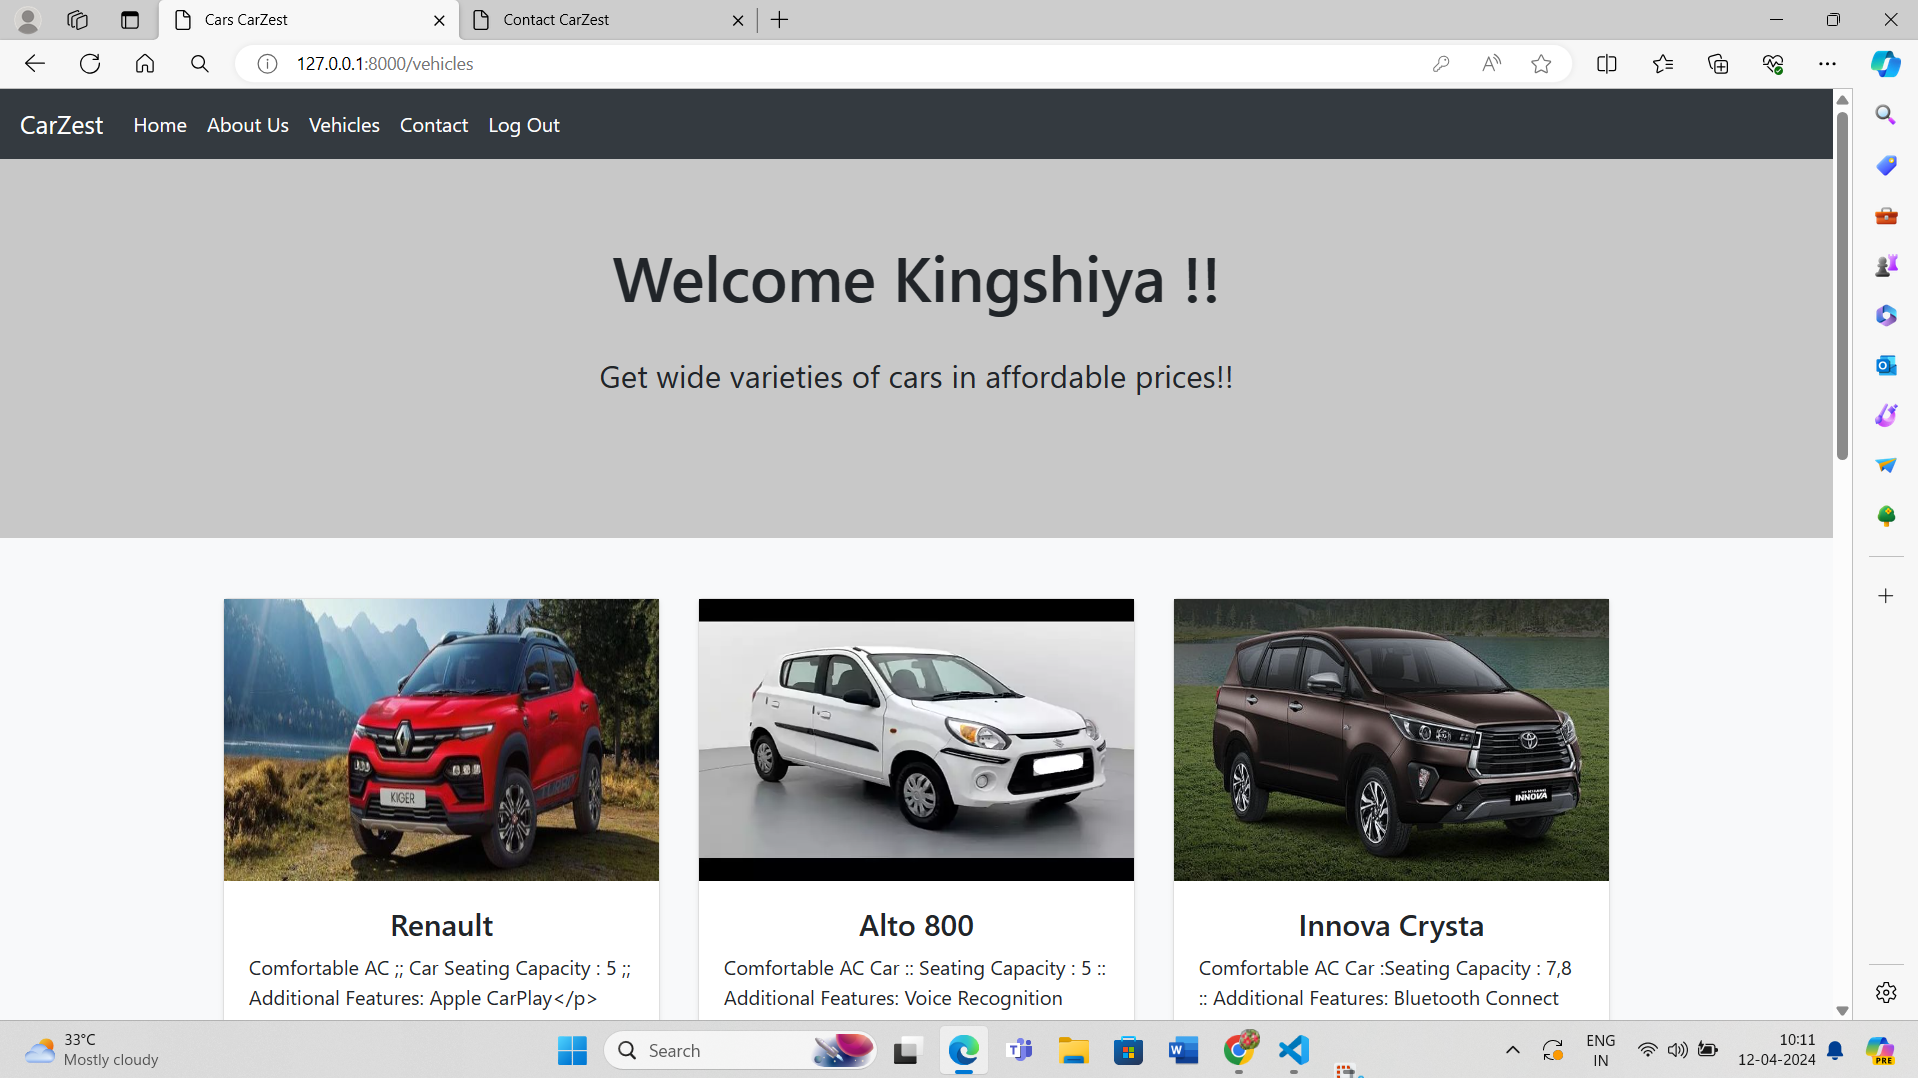 Cars CarZest
Contact CarZest
127.0.0.1:8000/vehicles
CarZest Home About Us Vehicles Contact Log Out
Welcome Kingshiya !!
Get wide varieties of cars in affordable prices!!
KIGER
TURBO
INNOVA
Renault
Comfortable AC ;; Car Seating Capacity : 5 ;;
Additional Features: Apple CarPlay</p>
Alto 800
Comfortable AC Car :: Seating Capacity : 5 ::
Additional Features: Voice Recognition
Innova Crysta
Comfortable AC Car :Seating Capacity : 7,8
:: Additional Features: Bluetooth Connect
33°C
Mostly cloudy
Search
ENG
IN
10:11
12-04-2024
PRE